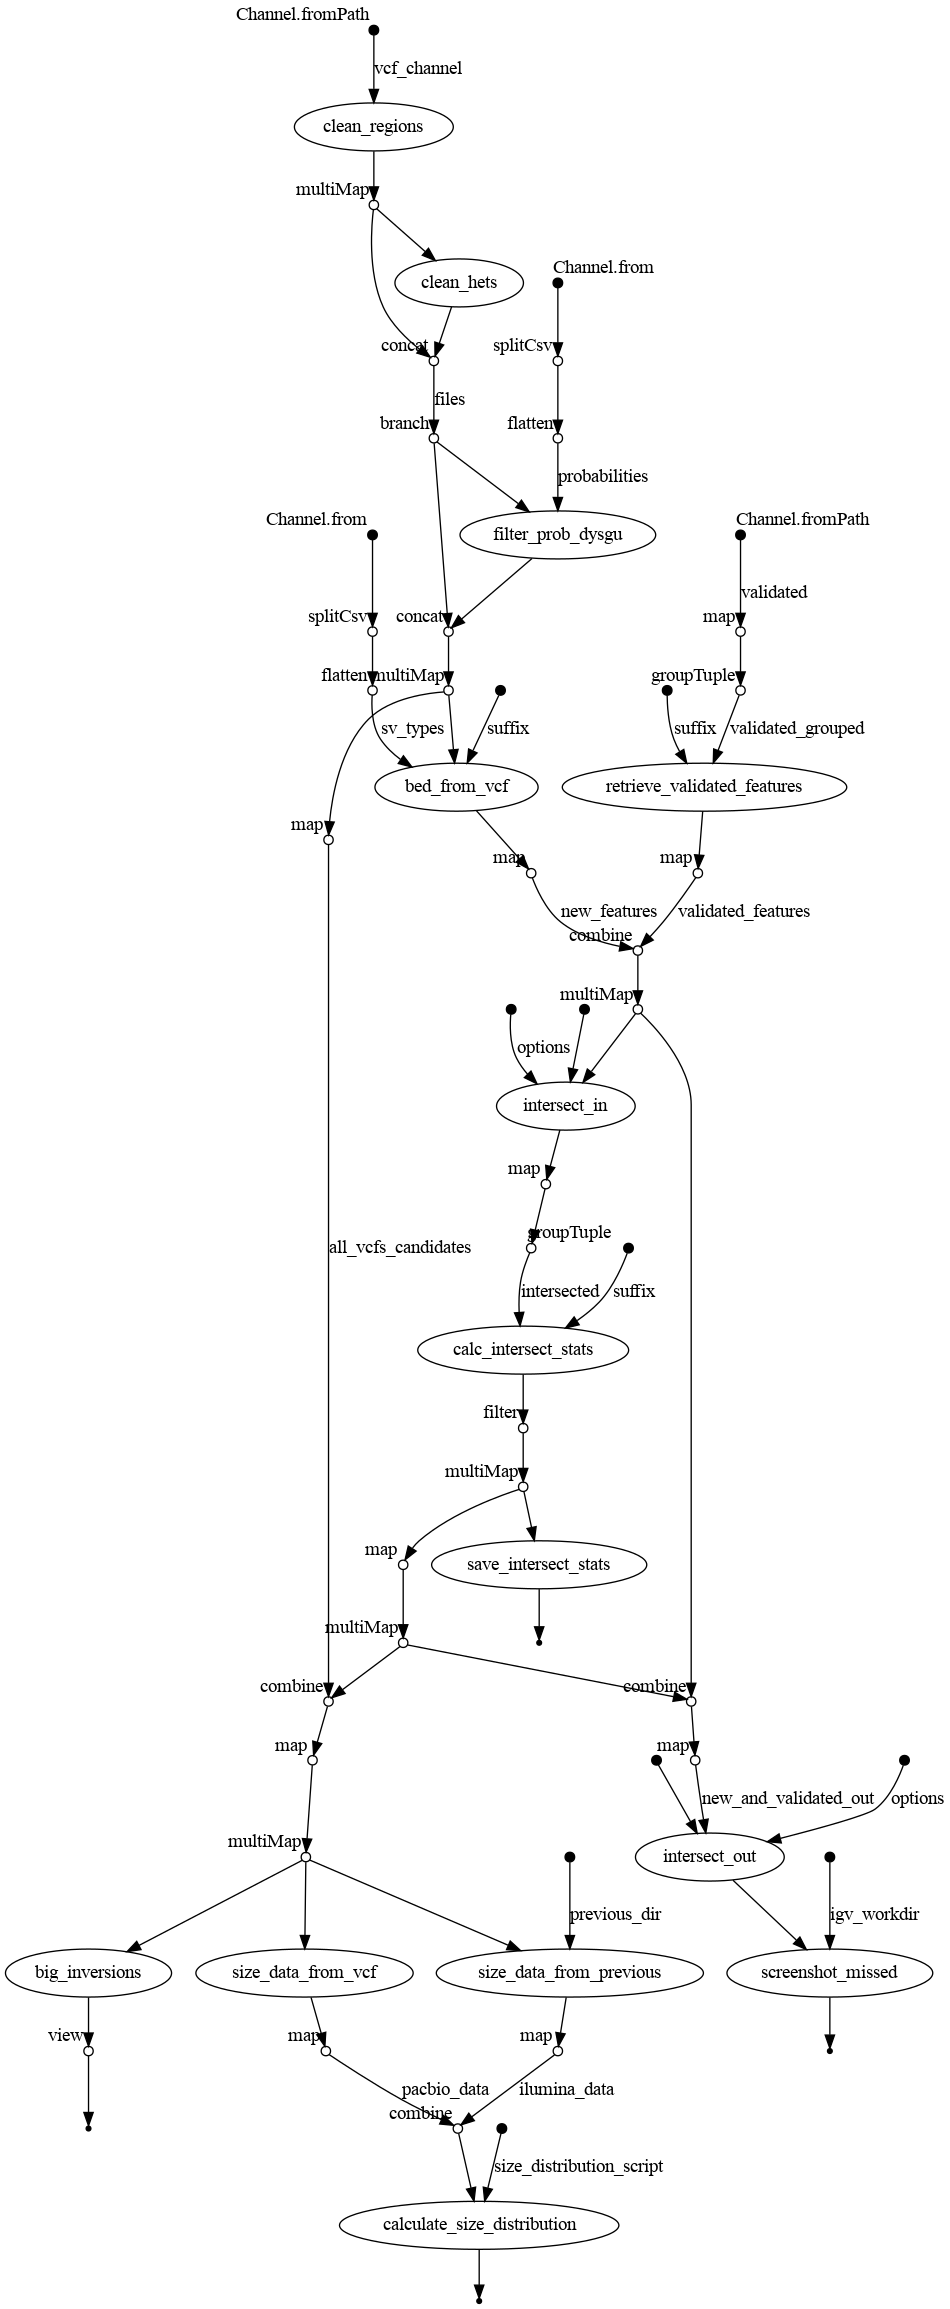 Channel.fromPath
vcf_channel
clean_regions
multiMap
Channel.from
clean_hets
concat
splitCsv
files
branch
flatten
probabilities
Channel.from
Channel.fromPath
filter_prob_dysgu
validated
splitCsv
concat
map
flatten
multiMap
groupTuple
sv_types
suffix
suffix
validated_grouped
bed_from_vcf
retrieve_validated_features
map
map
map
new_features
validated_features
combine
multiMap
options
intersect_in
map
groupTuple
all_vcfs_candidates
intersected
suffix
calc_intersect_stats
filter
multiMap
map
save_intersect_stats
multiMap
combine
combine
map
map
new_and_validated_out
options
multiMap
intersect_out
previous_dir
igv_workdir
big_inversions
size_data_from_vcf
size_data_from_previous
screenshot_missed
view
map
map
pacbio_data
ilumina_data
combine
size_distribution_script
calculate_size_distribution